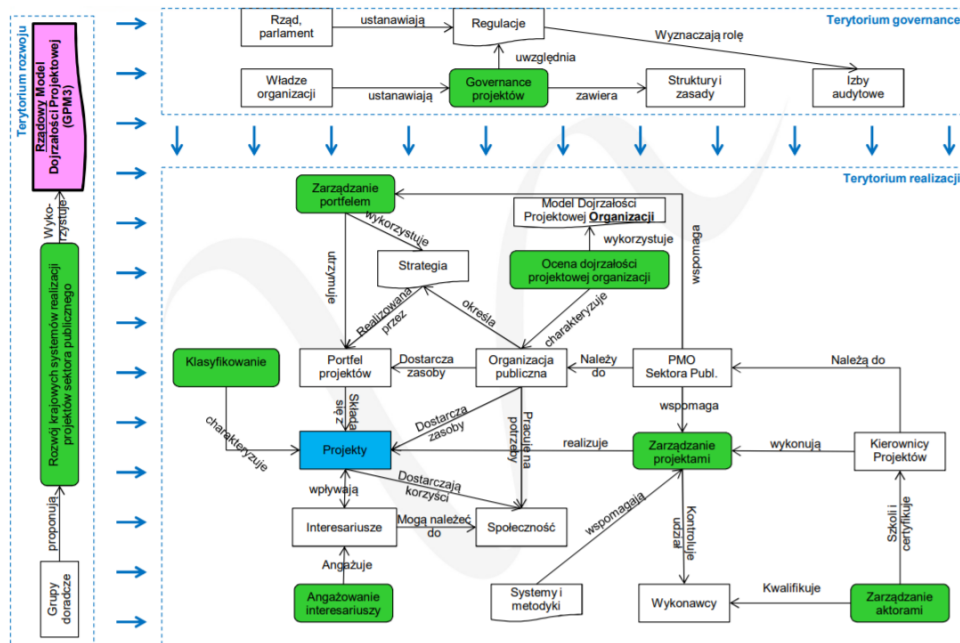 Terytorium rozwoju
Rządowy Model
Dojrzałości Projektowej
(GPM3)
Wyko-
rzystuje
Rozwój krajowych systemów realizacji
projektów sektora publicznego
proponują
Grupy
doradcze
Terytorium governance
Rząd,
parlament
ustanawiają
Regulacje
Wyznaczają rolę
uwzględnia
Władze
organizacji
ustanawiają
Governance
projektów
zawiera
Struktury i
zasady
Izby
audytowe
Terytorium realizacji
Zarządzanie
portfelem
Model Dojrzałości
Projektowej Organizacji
wykorzystuje
wykorzystuje
wspomaga
Strategia
Ocena dojrzałości
projektowej organizacji
utrzymuje
Realizowana
przez
określa
charakteryzuje
Klasyfikowanie
Portfel
projektów
Dostarcza
zasoby
Organizacja
publiczna
Należy
do
PMO
Sektora Publ.
Należą do
Składa
się z
Dostarcza
zasoby
Pracuje na
potrzeby
wspomaga
charakteryzuje
Projekty
realizuje
Zarządzanie
projektami
wykonują
Kierownicy
Projektów
wpływają
Dostarczają
korzyści
wspomagają
Interesariusze
Mogą należeć
do
Społeczność
Kontroluje
udział
Szkoli i
certyfikuje
Angażuje
Angażowanie
interesariuszy
Systemy i
metodyki
Wykonawcy
Kwalifikuje
Zarządzanie
aktorami